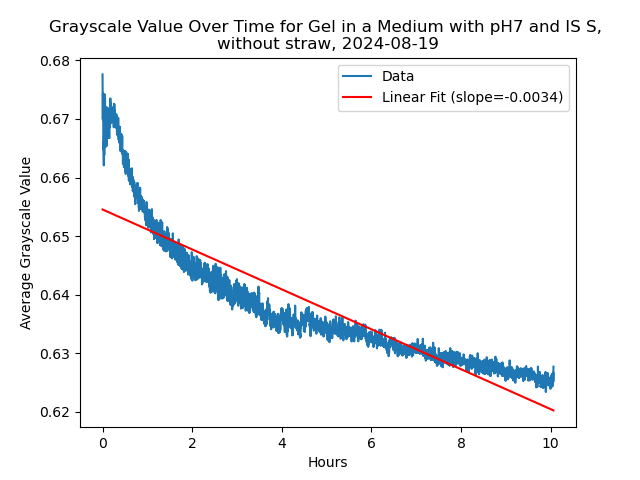 Grayscale Value Over Time for Gel in a Medium with pH7 and IS S,
without straw, 2024-08-19
Data
Linear Fit (slope=-0.0034)
Average Grayscale Value
0.68
0.67
0.66
0.65
0.64
0.63
0.62
0 2 4 6 8 10
Hours